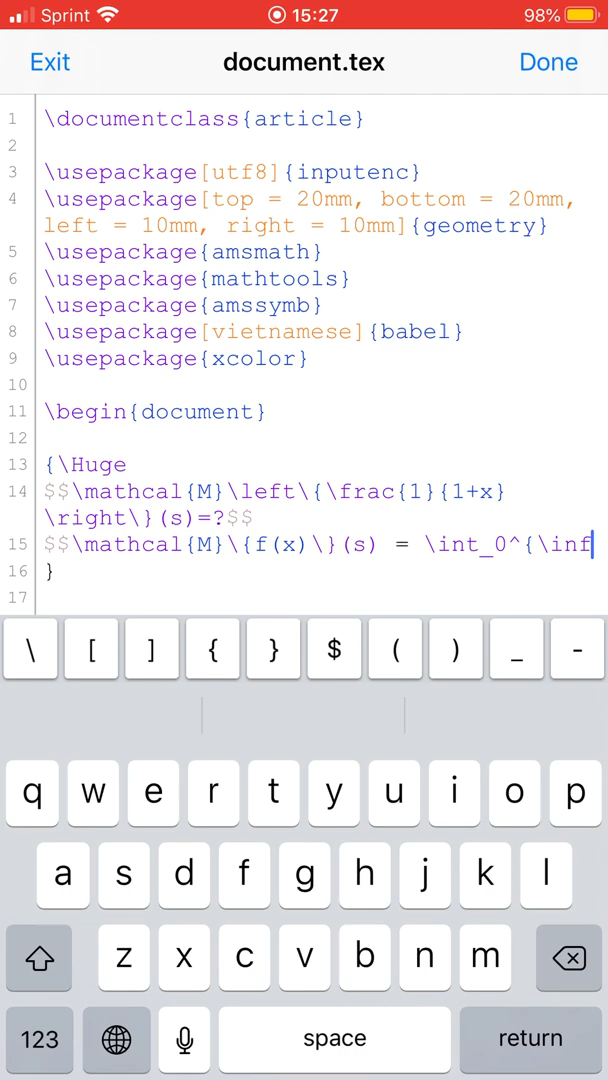 Sprint 15:27 98%
Exit document.tex Done
1 \documentclass{article}
2
3 \usepackage[utf8]{inputenc}
4 \usepackage[top = 20mm, bottom = 20mm,
left = 10mm, right = 10mm]{geometry}
5 \usepackage{amsmath}
6 \usepackage{mathtools}
7 \usepackage{amssymb}
8 \usepackage[vietnamese]{babel}
9 \usepackage{xcolor}
10
11 \begin{document}
12
13 {\Huge
14 $$\mathcal{M}\left\{\frac{1}{1+x}
\right\}(s)=?$$
15 $$\mathcal{M}\{f(x)\}(s) = \int_0^{\inf
16 }
17
\ [ ] { } $ ( ) _ -
q w e r t y u i o p
a s d f g h j k l
z x c v b n m
123 space return